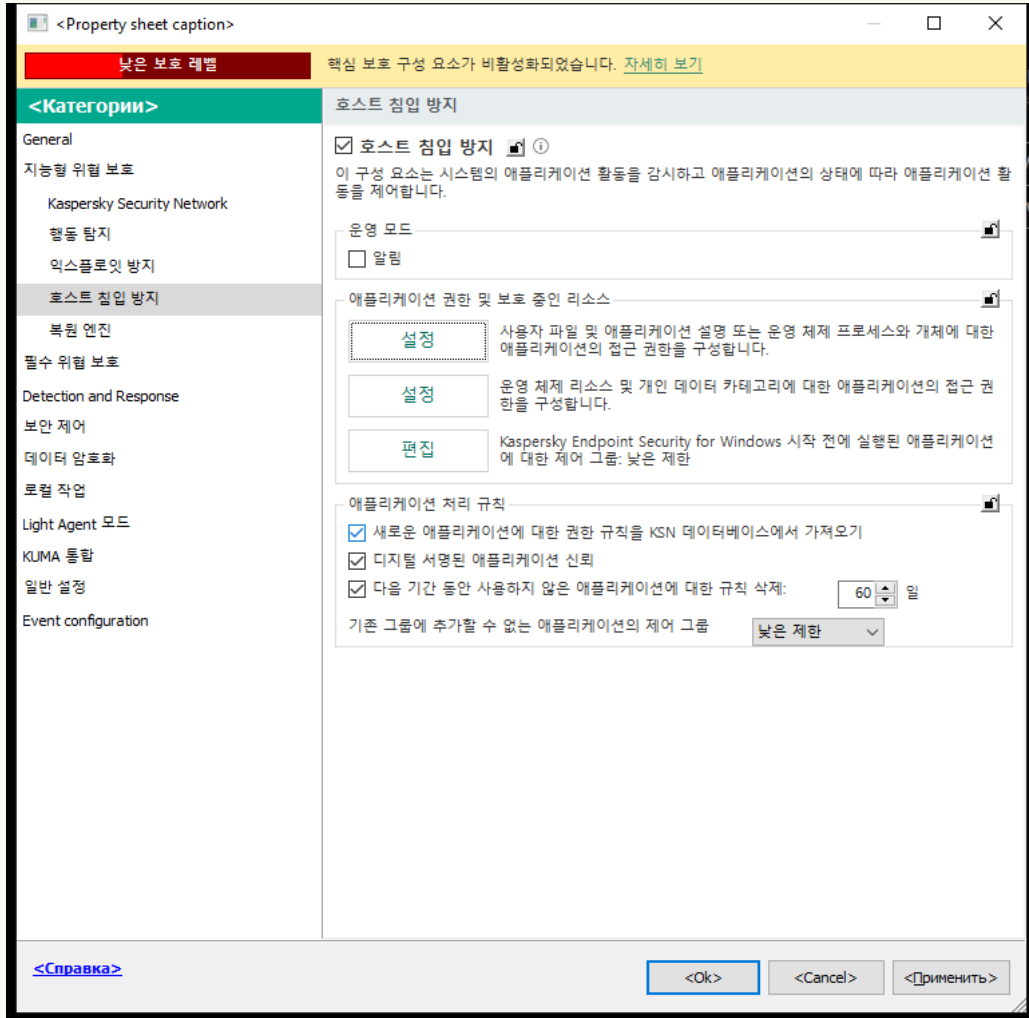 <Property sheet caption>
낮은 보호 레벨
핵심 보호 구성 요소가 비활성화되었습니다. 자세히 보기
<Категории>
General
지능형 위협 보호
Kaspersky Security Network
행동 탐지
익스플로잇 방지
호스트 침입 방지
복원 엔진
필수 위협 보호
Detection and Response
보안 제어
데이터 암호화
로컬 작업
Light Agent 모드
KUMA 통합
일반 설정
Event configuration
호스트 침입 방지
호스트 침입 방지
이 구성 요소는 시스템의 애플리케이션 활동을 감시하고 애플리케이션의 상태에 따라 애플리케이션 활
동을 제어합니다.
운영 모드
알림
애플리케이션 권한 및 보호 중인 리소스
설정
사용자 파일 및 애플리케이션 설명 또는 운영 체제 프로세스와 개체에 대한
애플리케이션의 접근 권한을 구성합니다.
설정
운영 체제 리소스 및 개인 데이터 카테고리에 대한 애플리케이션의 접근 권
한을 구성합니다.
편집
Kaspersky Endpoint Security for Windows 시작 전에 실행된 애플리케이션
에 대한 제어 그룹: 낮은 제한
애플리케이션 처리 규칙
새로운 애플리케이션에 대한 권한 규칙을 KSN 데이터베이스에서 가져오기
디지털 서명된 애플리케이션 신뢰
다음 기간 동안 사용하지 않은 애플리케이션에 대한 규칙 삭제: 60 일
기존 그룹에 추가할 수 없는 애플리케이션의 제어 그룹 낮은 제한
<Справка>
<Ok> <Cancel> <Применить>